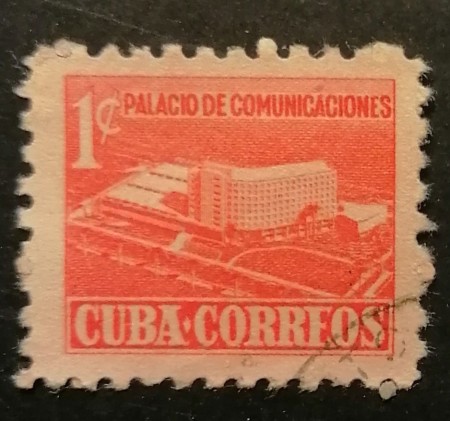 1¢ PALACIO DE COMUNICACIONES
CUBA·CORREOS